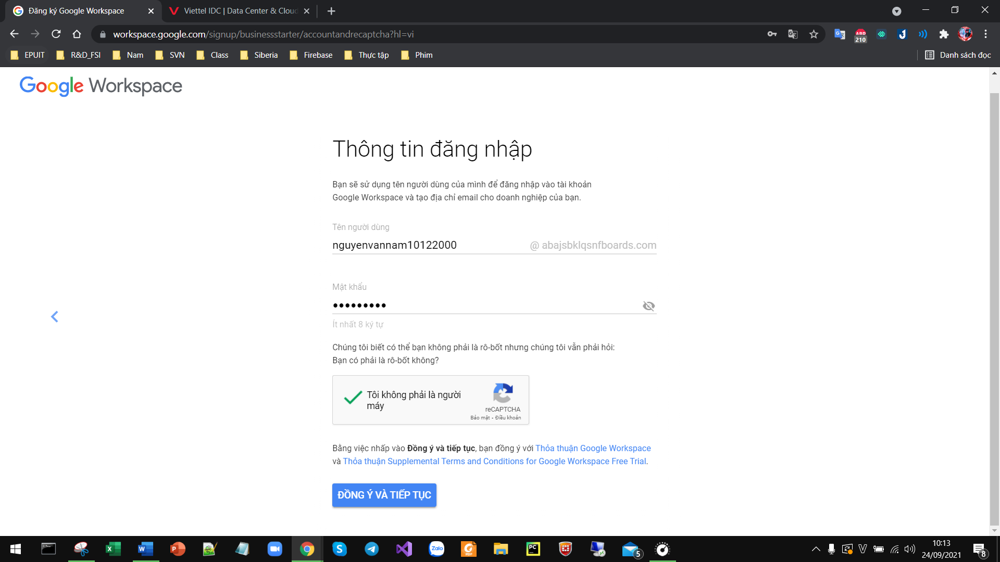 Đăng ký Google Workspace
Viettel IDC | Data Center & Cloud
workspace.google.com/signup/businessstarter/accountandrecaptcha?hl=vi
ABP
210
EPUIT
R&D_FSI
Nam
SVN
Class
Siberia
Firebase
Thực tập
Phim
Danh sách đọc
Google Workspace
Thông tin đăng nhập
Bạn sẽ sử dụng tên người dùng của mình để đăng nhập vào tài khoản
Google Workspace và tạo địa chỉ email cho doanh nghiệp của bạn.
Tên người dùng
nguyenvannam10122000 @ abajsbklqsnfboards.com
Mật khẩu
•••••••••
Ít nhất 8 ký tự
Chúng tôi biết có thể bạn không phải là rô-bốt nhưng chúng tôi vẫn phải hỏi:
Bạn có phải là rô-bốt không?
Tôi không phải là người
máy
reCAPTCHA
Bảo mật - Điều khoản
Bằng việc nhấp vào Đồng ý và tiếp tục, bạn đồng ý với Thỏa thuận Google Workspace
và Thỏa thuận Supplemental Terms and Conditions for Google Workspace Free Trial.
ĐỒNG Ý VÀ TIẾP TỤC
Zalo
PDF
PC
5
10:13
24/09/2021
8